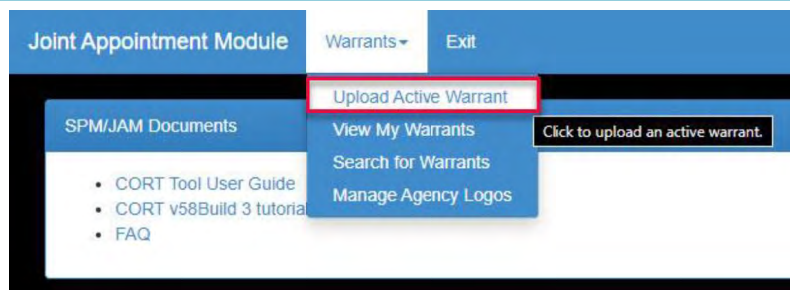 Joint Appointment Module Warrants Exit
Upload Active Warrant
SPM/JAM Documents
View My Warrants
Click to upload an active warrant.
Search for Warrants
Manage Agency Logos
CORT Tool User Guide
CORT v58Build 3 tutorial
FAQ